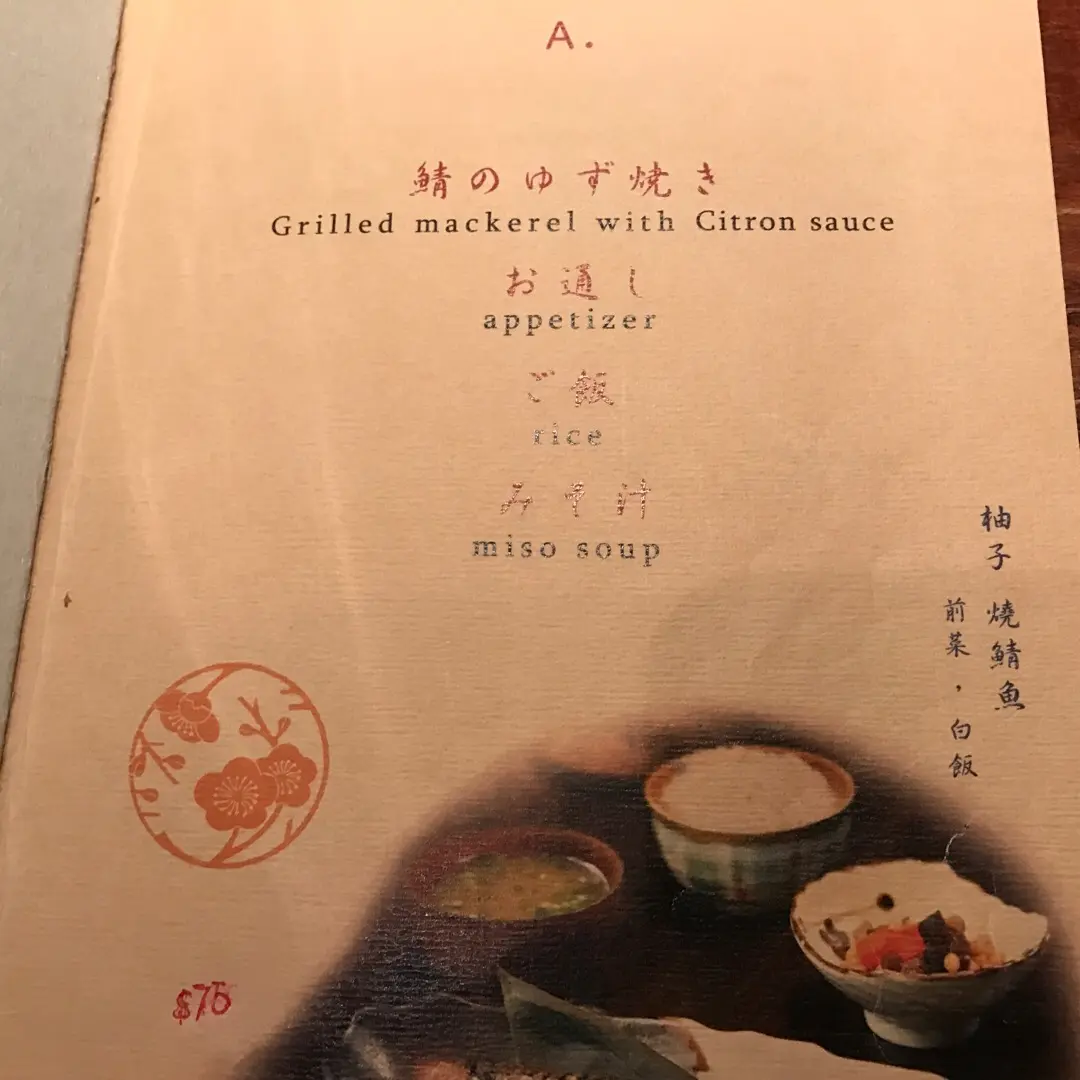 A.
鯖のゆず焼き
Grilled mackerel with Citron sauce
お通し
appetizer
ご飯
rice
みそ汁
miso soup
柚子 燒鯖魚
前菜，白飯
$75